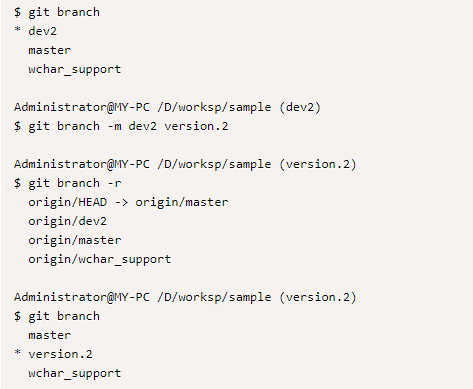 $ git branch
* dev2
  master
  wchar_support

Administrator@MY-PC /D/worksp/sample (dev2)
$ git branch -m dev2 version.2

Administrator@MY-PC /D/worksp/sample (version.2)
$ git branch -r
  origin/HEAD -> origin/master
  origin/dev2
  origin/master
  origin/wchar_support

Administrator@MY-PC /D/worksp/sample (version.2)
$ git branch
  master
* version.2
  wchar_support